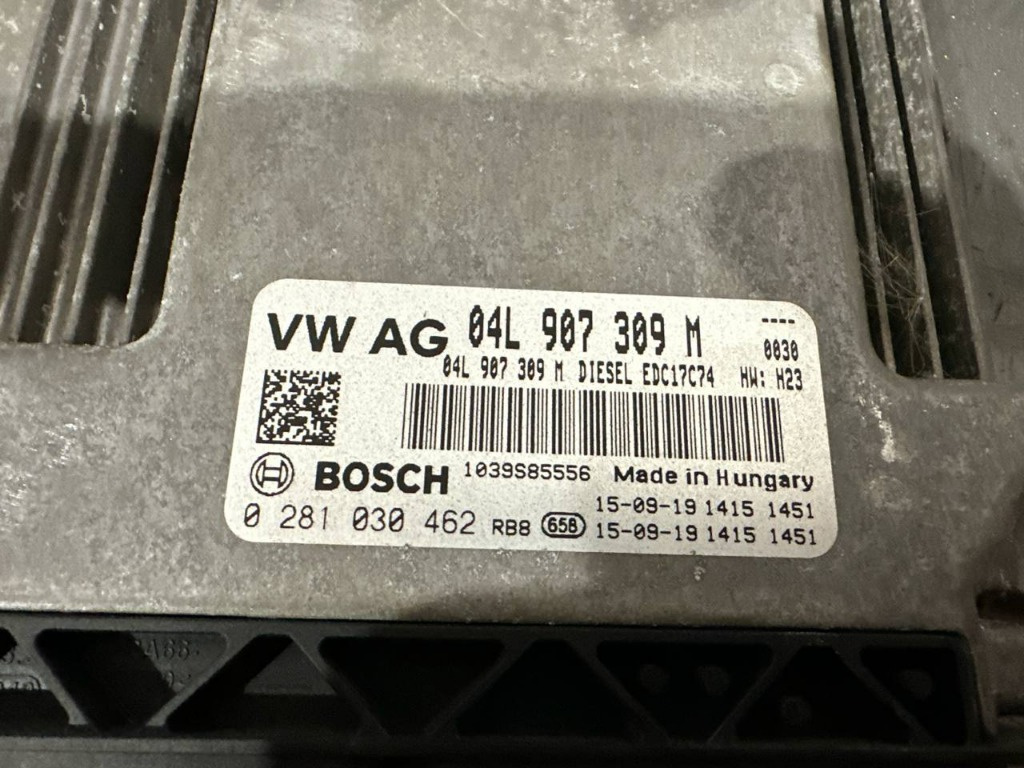 VW AG 04L 907 309 M ----
0030
04L 907 309 M DIESEL EDC17C74 HW: H23
BOSCH 1039S85556 Made in Hungary
0 281 030 462 RB8 65B 15-09-19 1415 1451
15-09-19 1415 1451